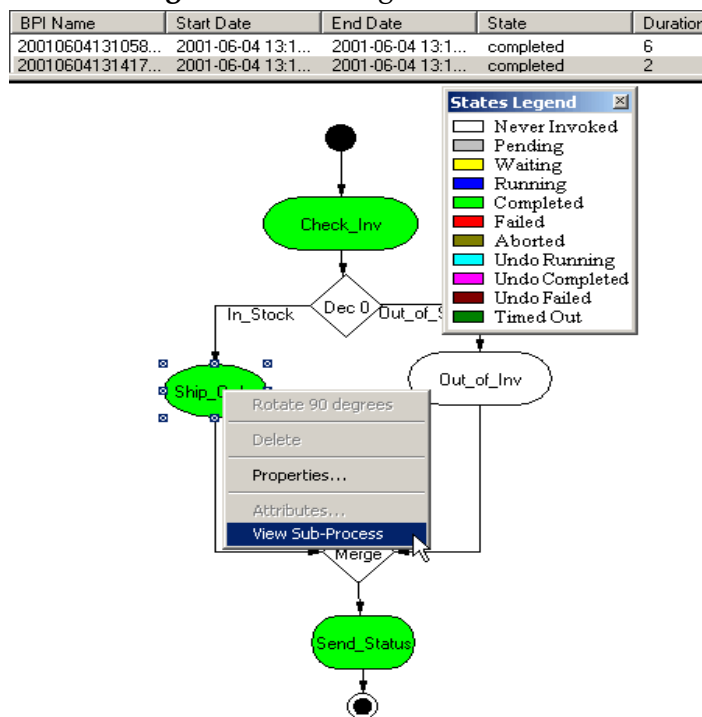 BPI Name Start Date End Date State Duration
20010604131058... 2001-06-04 13:1... 2001-06-04 13:1... completed 6
20010604131417... 2001-06-04 13:1... 2001-06-04 13:1... completed 2
States Legend
Never Invoked
Pending
Waiting
Running
Completed
Failed
Aborted
Undo Running
Undo Completed
Undo Failed
Timed Out
Check_Inv
Dec 0
In_Stock
Out_of_
Ship_
Out_of_Inv
Rotate 90 degrees
Delete
Properties...
Attributes...
View Sub-Process
Merge
Send_Status